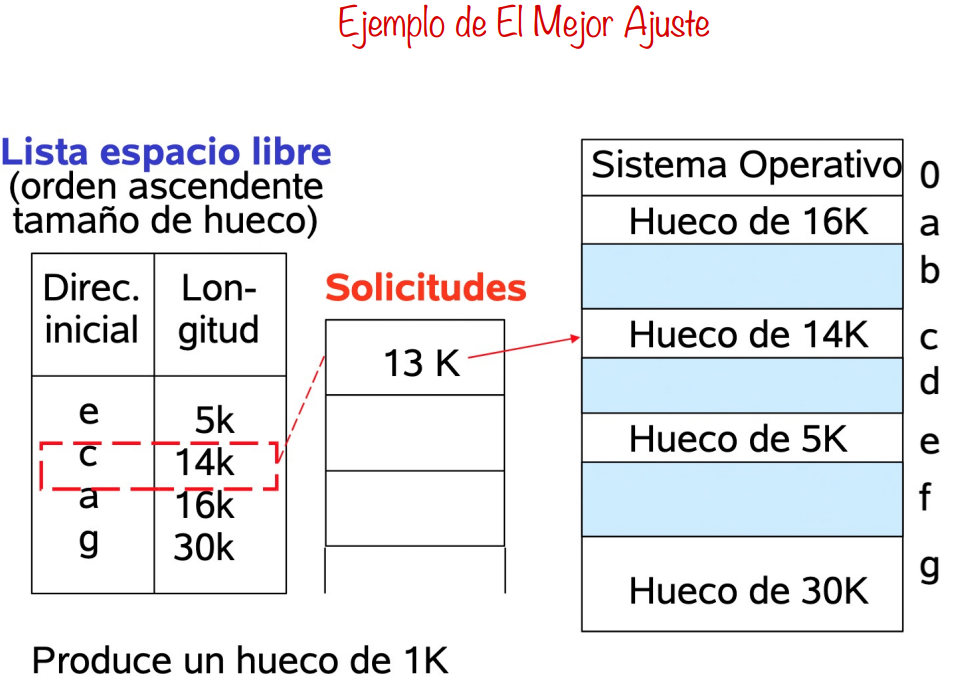 Ejemplo de El Mejor Ajuste
Lista espacio libre
(orden ascendente
tamaño de hueco)
Direc.
inicial
Lon-
gitud
e 5k
c 14k
a 16k
g 30k
Solicitudes
13 K
Sistema Operativo 0
Hueco de 16K a
b
Hueco de 14K c
d
Hueco de 5K e
f
g
Hueco de 30K
Produce un hueco de 1K